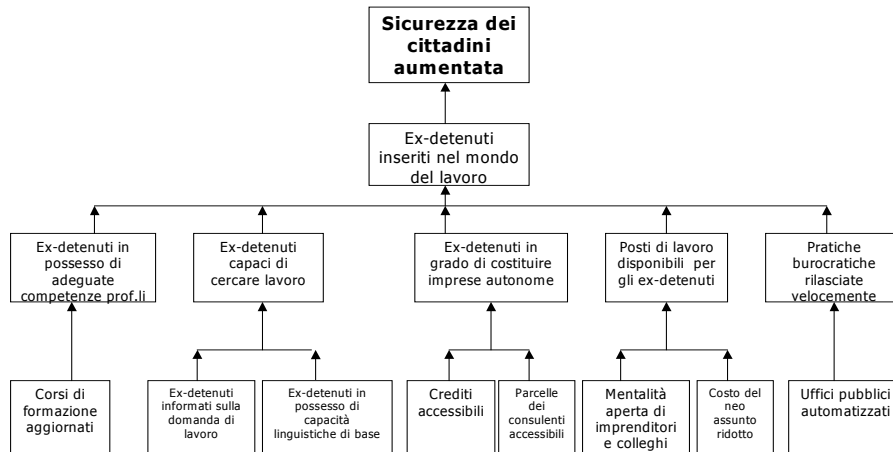 Sicurezza dei
cittadini
aumentata
Ex-detenuti
inseriti nel mondo
del lavoro
Ex-detenuti in
possesso di
adeguate
competenze prof.li
Ex-detenuti
capaci di
cercare lavoro
Ex-detenuti in
grado di costituire
imprese autonome
Posti di lavoro
disponibili per
gli ex-detenuti
Pratiche
burocratiche
rilasciate
velocemente
Corsi di
formazione
aggiornati
Ex-detenuti
informati sulla
domanda di
lavoro
Ex-detenuti in
possesso di
capacità
linguistiche di base
Crediti
accessibili
Parcelle
dei
consulenti
accessibili
Mentalità
aperta di
imprenditori
e colleghi
Costo del
neo
assunto
ridotto
Uffici pubblici
automatizzati